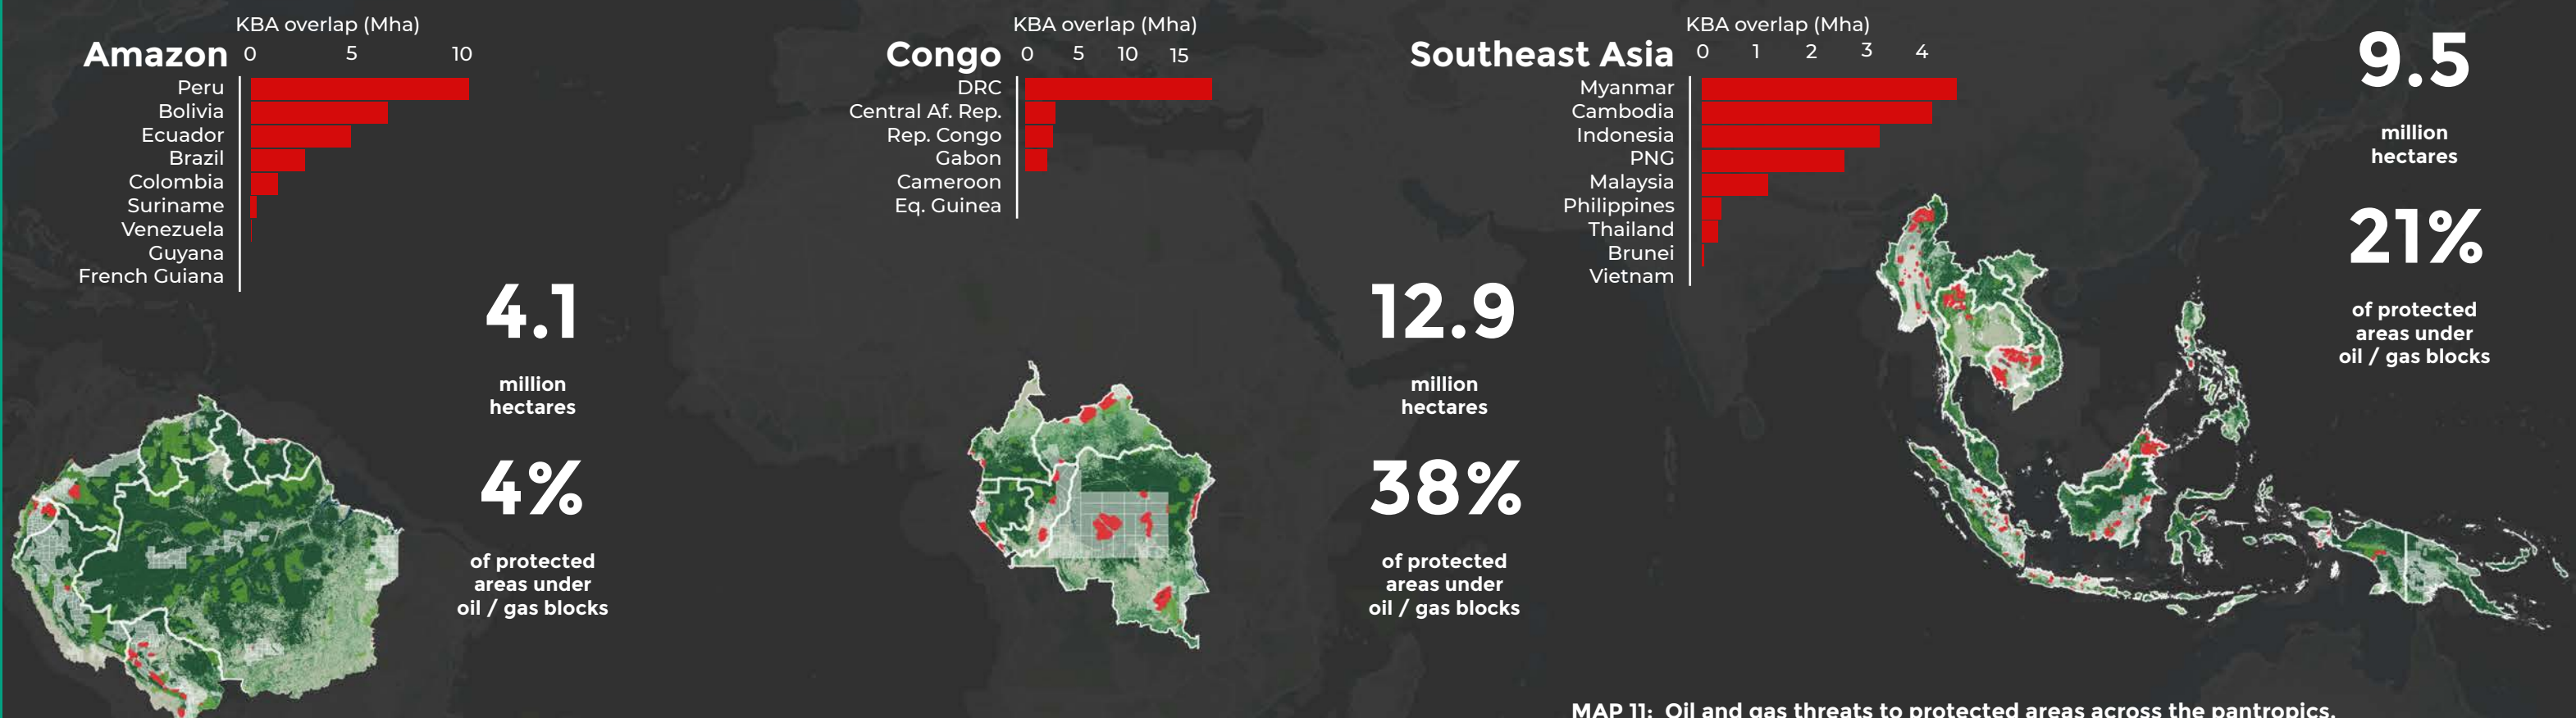 KBA overlap (Mha)
Amazon 0 5 10
Peru
Bolivia
Ecuador
Brazil
Colombia
Suriname
Venezuela
Guyana
French Guiana
4.1
million
hectares
4%
of protected
areas under
oil / gas blocks
KBA overlap (Mha)
Congo 0 5 10 15
DRC
Central Af. Rep.
Rep. Congo
Gabon
Cameroon
Eq. Guinea
12.9
million
hectares
38%
of protected
areas under
oil / gas blocks
KBA overlap (Mha)
Southeast Asia 0 1 2 3 4
Myanmar
Cambodia
Indonesia
PNG
Malaysia
Philippines
Thailand
Brunei
Vietnam
9.5
million
hectares
21%
of protected
areas under
oil / gas blocks
MAP 11: Oil and gas threats to protected areas across the pantropics.